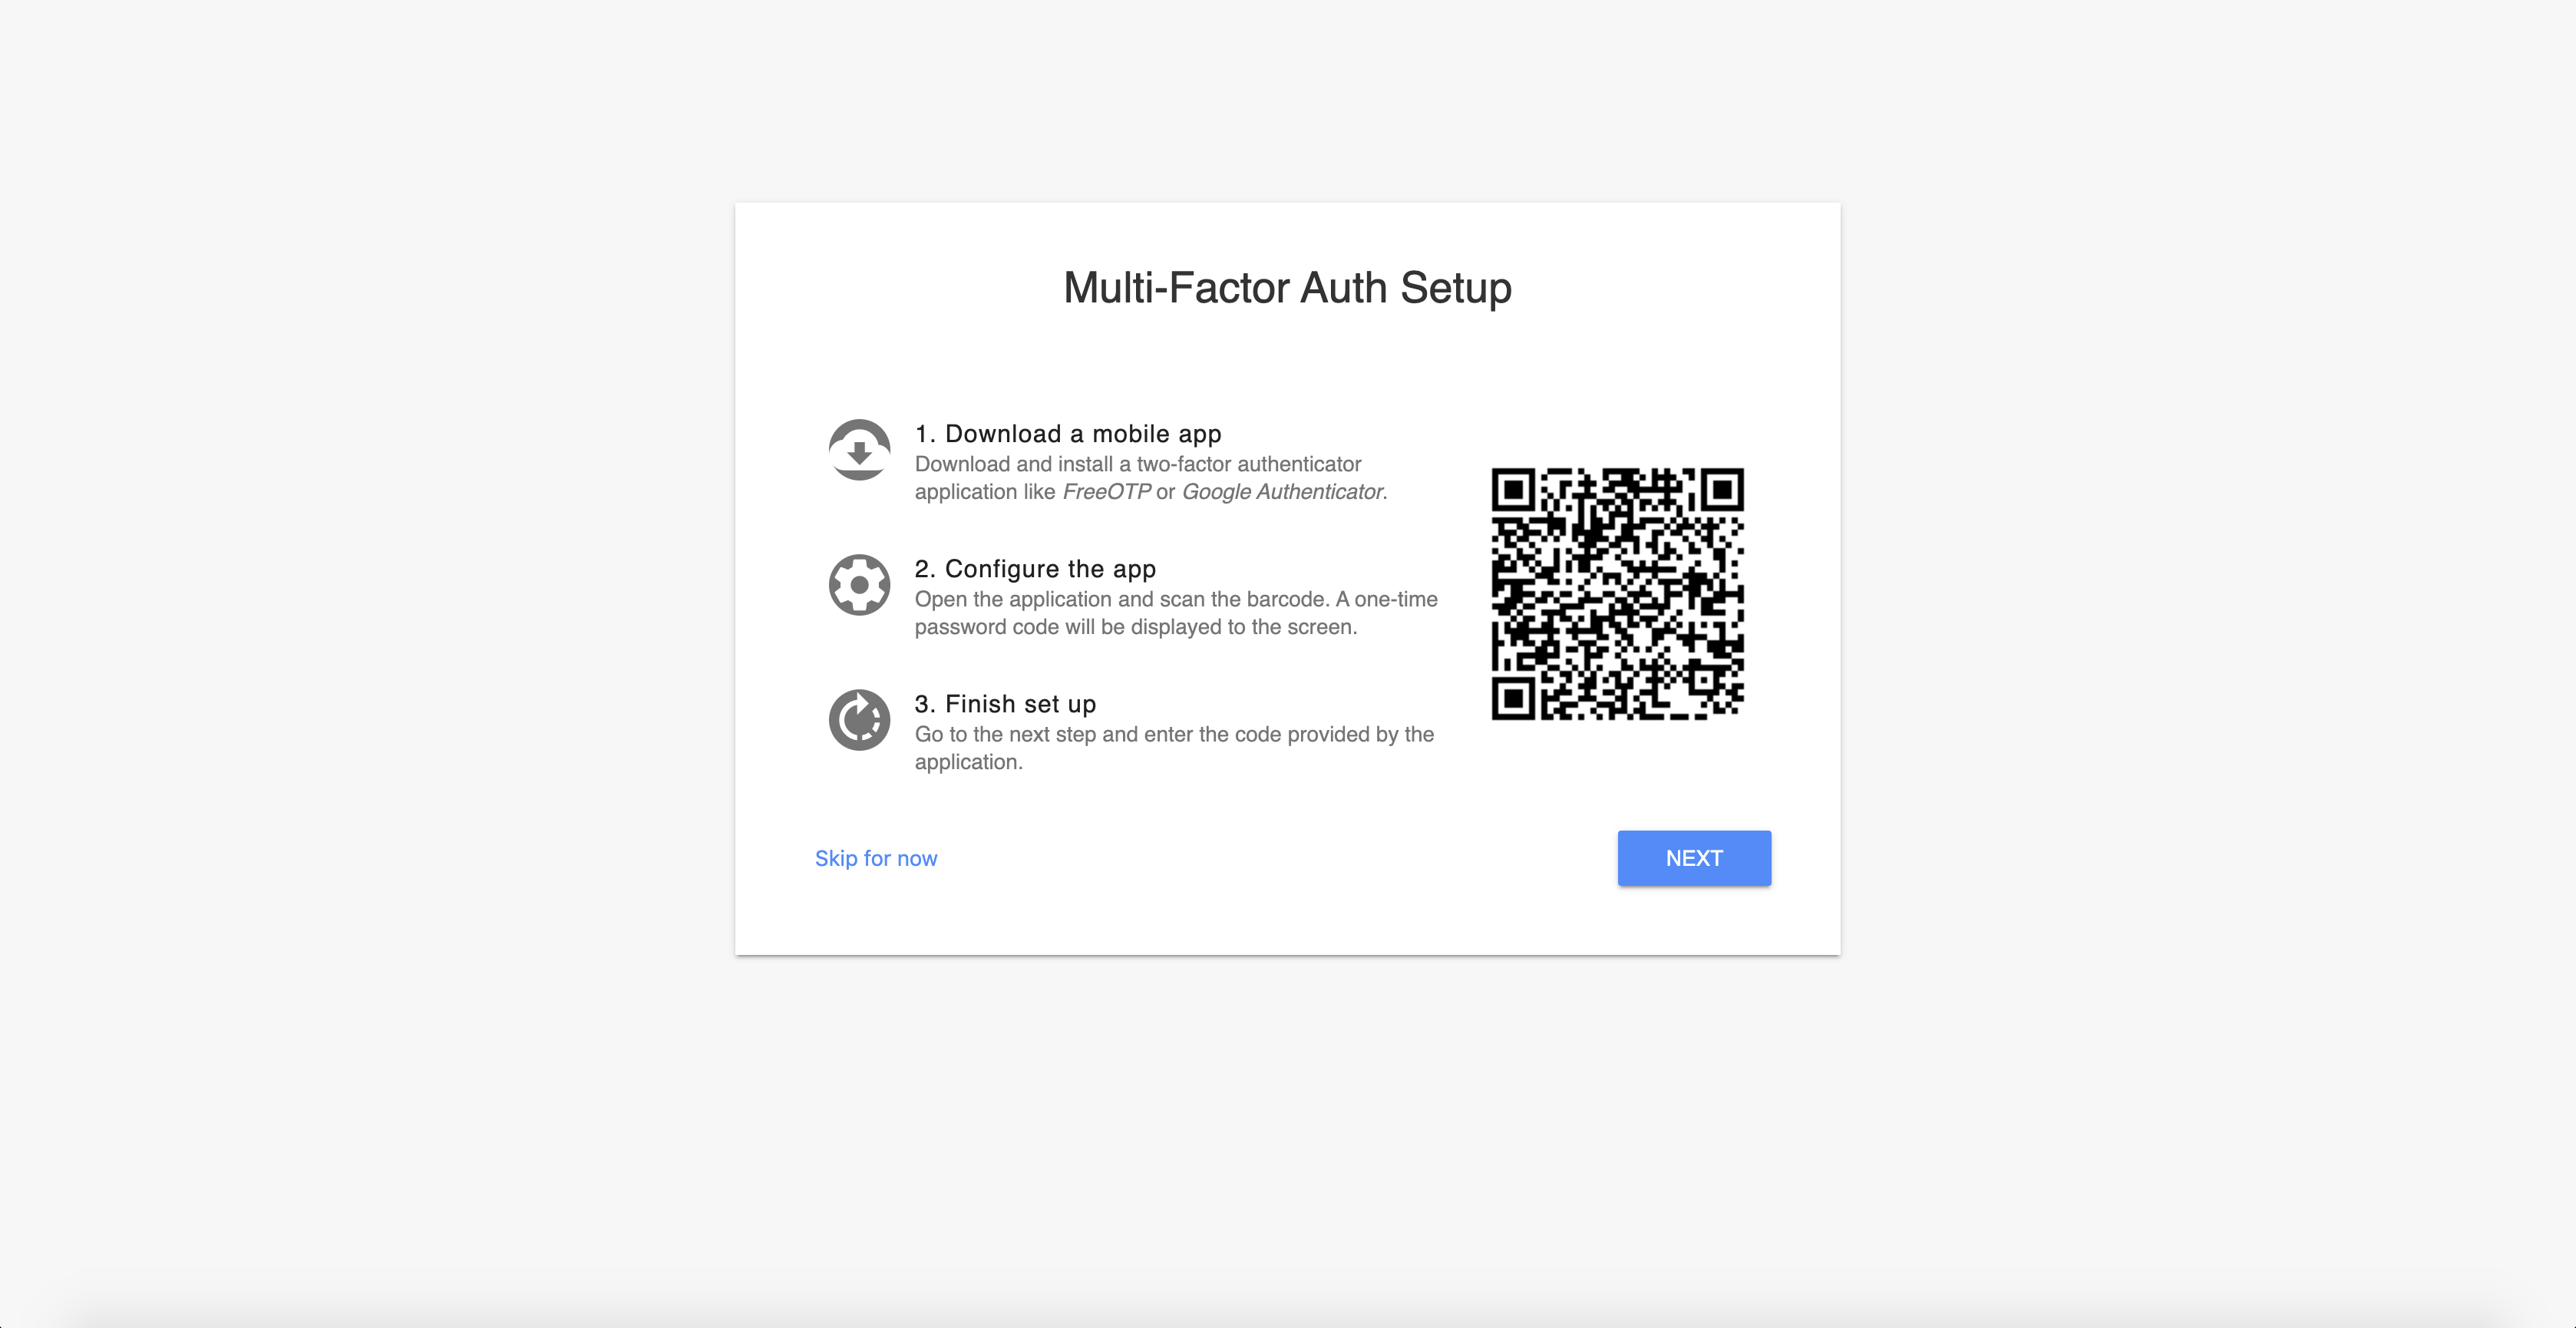 Multi-Factor Auth Setup
1. Download a mobile app
Download and install a two-factor authenticator
application like FreeOTP or Google Authenticator.
2. Configure the app
Open the application and scan the barcode. A one-time
password code will be displayed to the screen.
3. Finish set up
Go to the next step and enter the code provided by the
application.
Skip for now
NEXT